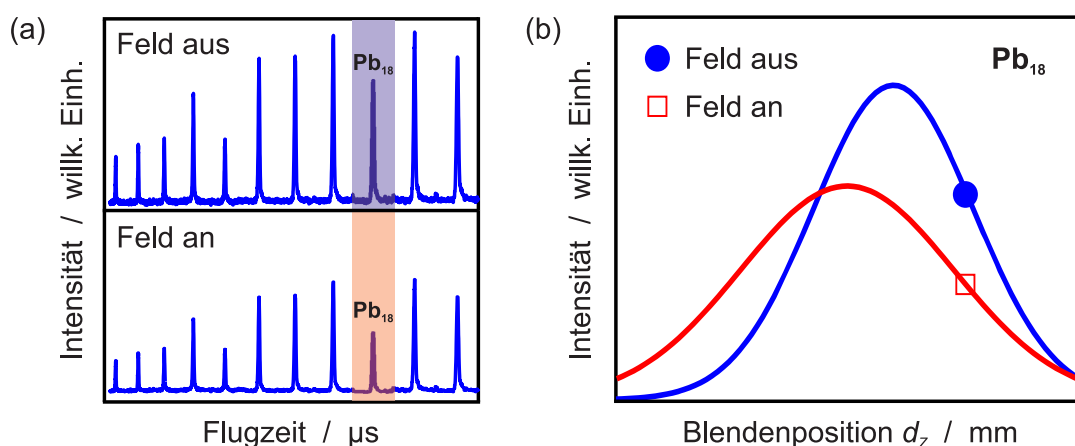 (a)
Intensität / willk. Einh.
Feld aus
Pb₁₈
Feld an
Pb₁₈
Flugzeit / µs
(b)
Intensität / willk. Einh.
Feld aus
Feld an
Pb₁₈
Blendenposition d_z / mm